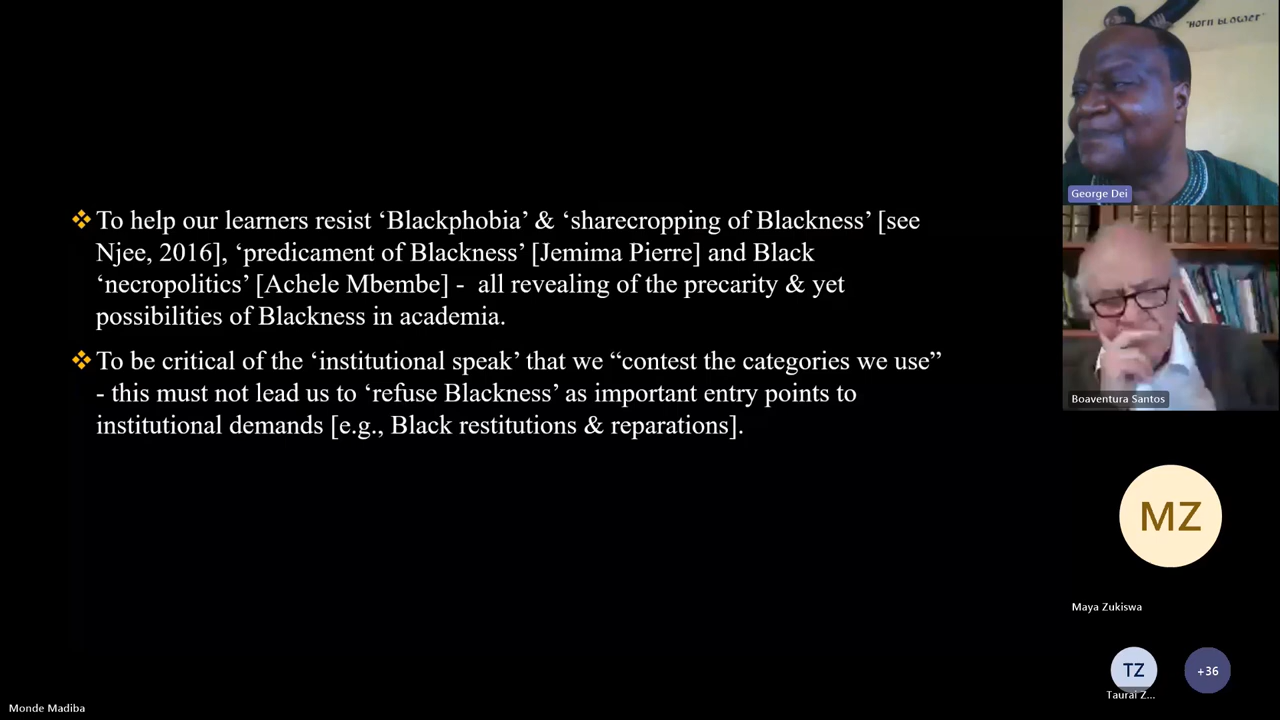 ❖ To help our learners resist ‘Blackphobia’ & ‘sharecropping of Blackness’ [see
Njee, 2016], ‘predicament of Blackness’ [Jemima Pierre] and Black
‘necropolitics’ [Achele Mbembe] - all revealing of the precarity & yet
possibilities of Blackness in academia.
❖ To be critical of the ‘institutional speak’ that we “contest the categories we use”
- this must not lead us to ‘refuse Blackness’ as important entry points to
institutional demands [e.g., Black restitutions & reparations].
"HORN BLOWER"
George Dei
Boaventura Santos
MZ
Maya Zukiswa
TZ
Taurai Z...
+36
Monde Madiba